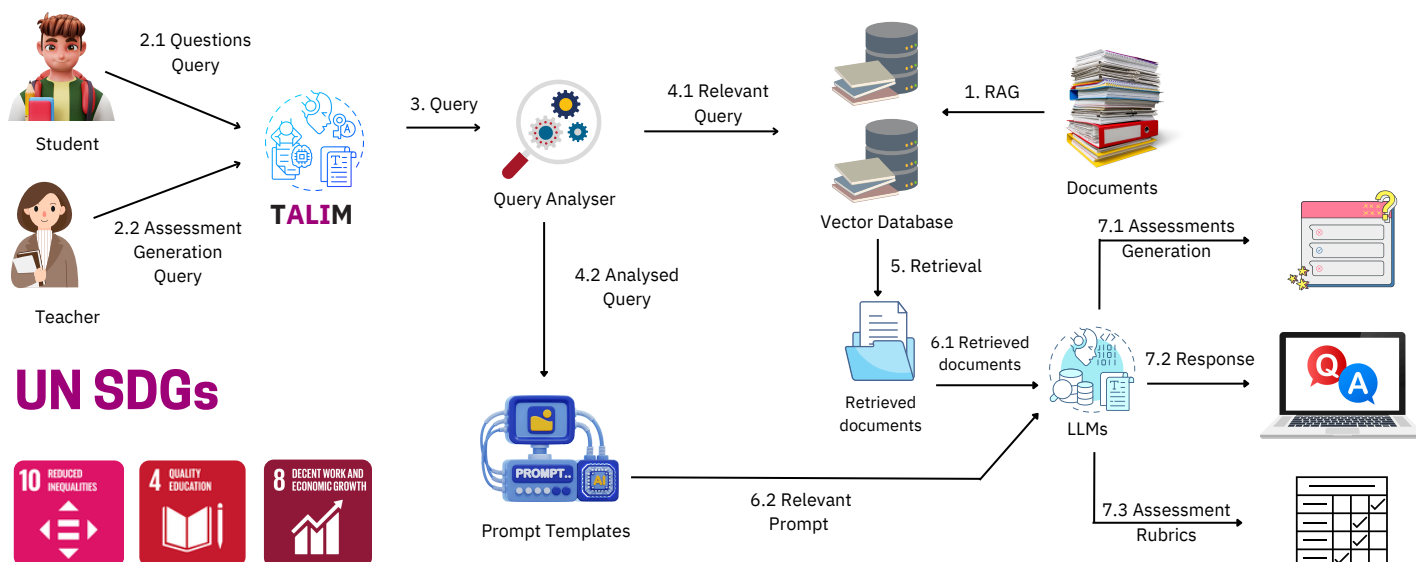 2.1 Questions
Query
Student
2.2 Assessment
Generation
Query
Teacher
TALIM
3. Query
Query Analyser
4.1 Relevant
Query
4.2 Analysed
Query
Vector Database
1. RAG
Documents
5. Retrieval
Retrieved
documents
6.1 Retrieved
documents
PROMPT..
AI
Prompt Templates
6.2 Relevant
Prompt
LLMs
7.1 Assessments
Generation
?
7.2 Response
Q
A
7.3 Assessment
Rubrics
UN SDGs
10 REDUCED
INEQUALITIES
4 QUALITY
EDUCATION
8 DECENT WORK AND
ECONOMIC GROWTH